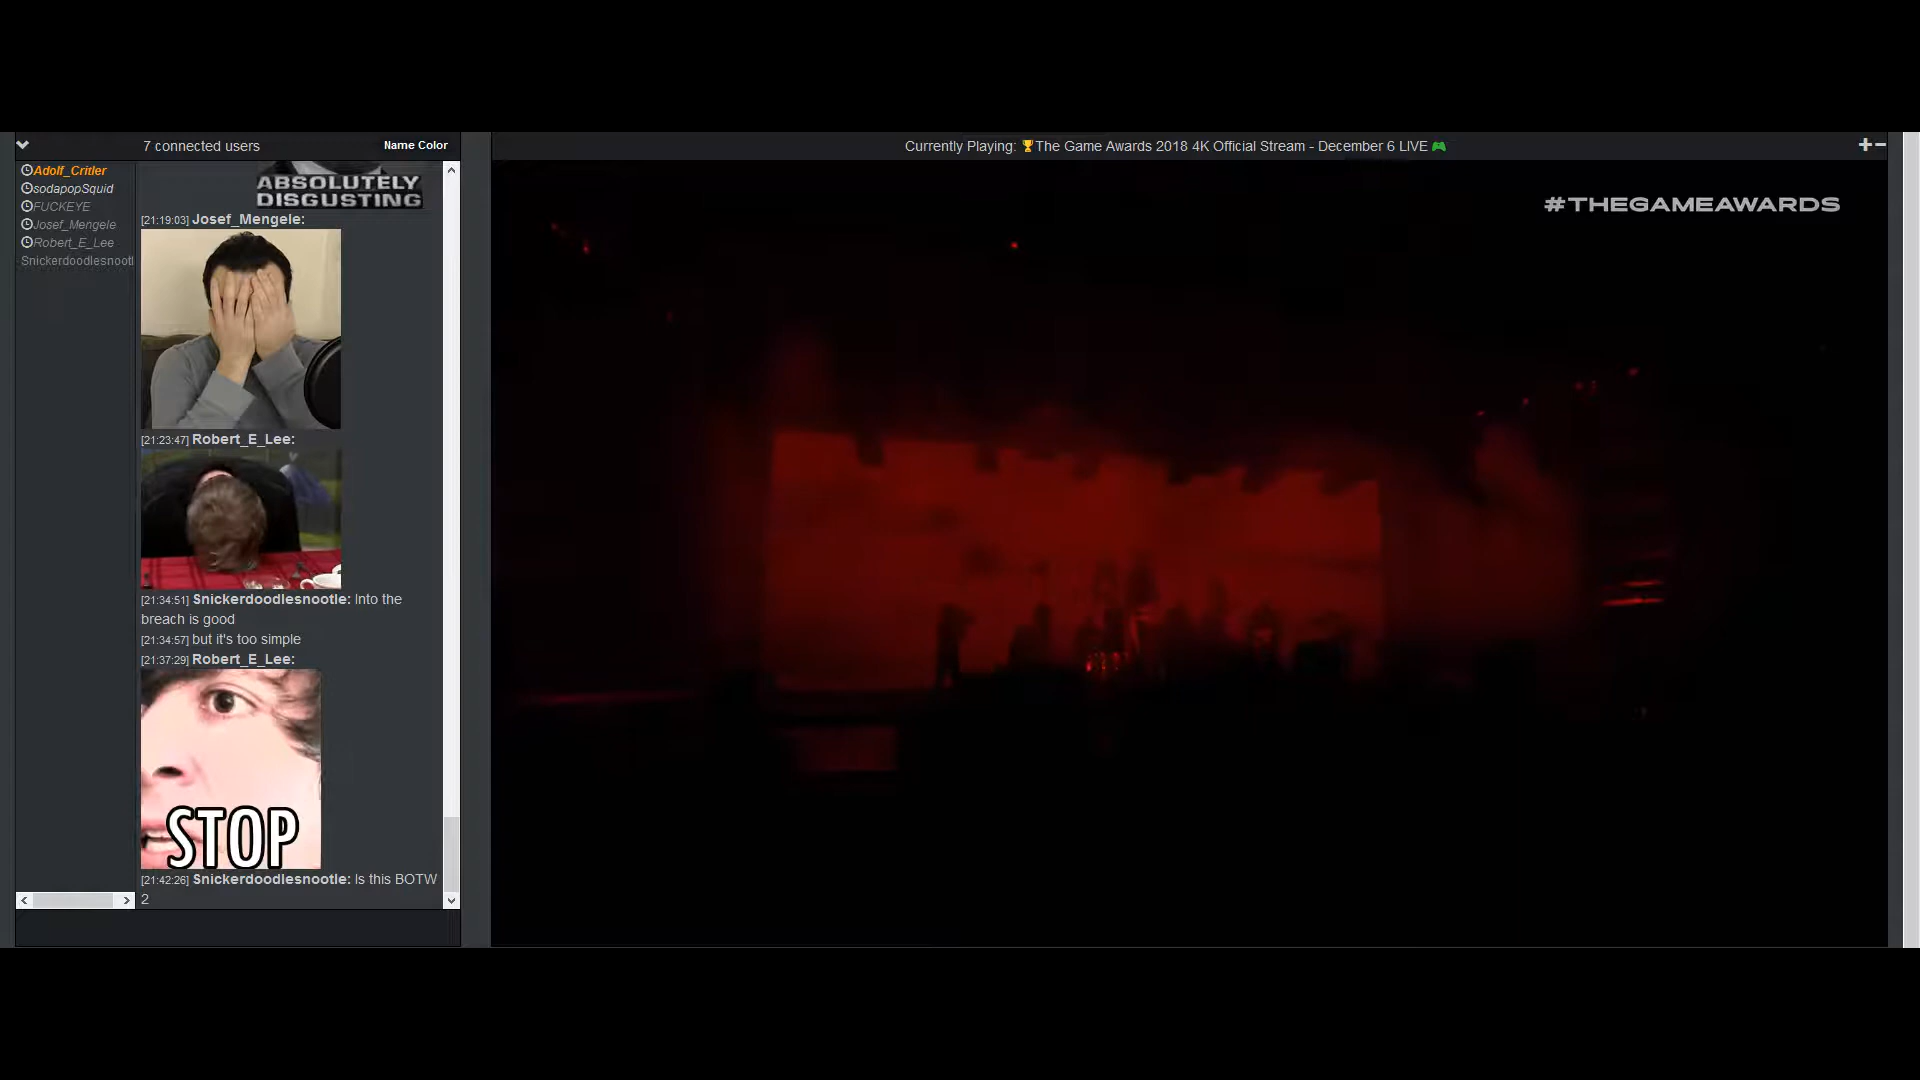 7 connected users
Name Color
Currently Playing: 🏆The Game Awards 2018 4K Official Stream - December 6 LIVE 🎮
Adolf_Critler
sodapopSquid
FUCKEYE
Josef_Mengele
Robert_E_Lee
Snickerdoodlesnootl
ABSOLUTELY
DISGUSTING
[21:19:03] Josef_Mengele:
[21:23:47] Robert_E_Lee:
[21:34:51] Snickerdoodlesnootle: Into the
breach is good
[21:34:57] but it's too simple
[21:37:29] Robert_E_Lee:
STOP
[21:42:26] Snickerdoodlesnootle: Is this BOTW
2
#THEGAMEAWARDS